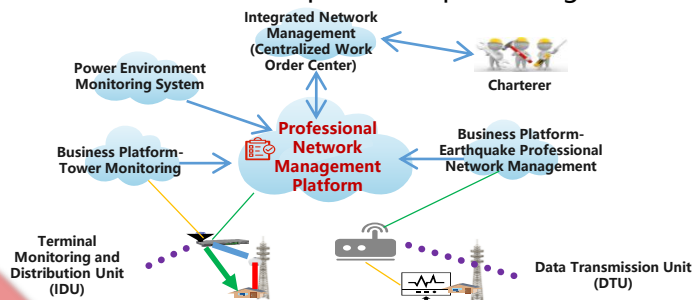 Integrated Network
Management
(Centralized Work
Order Center)
Charterer
Power Environment
Monitoring System
Professional
Network
Management
Platform
Business Platform-
Tower Monitoring
Business Platform-
Earthquake Professional
Network Management
Terminal
Monitoring and
Distribution Unit
(IDU)
Data Transmission Unit
(DTU)